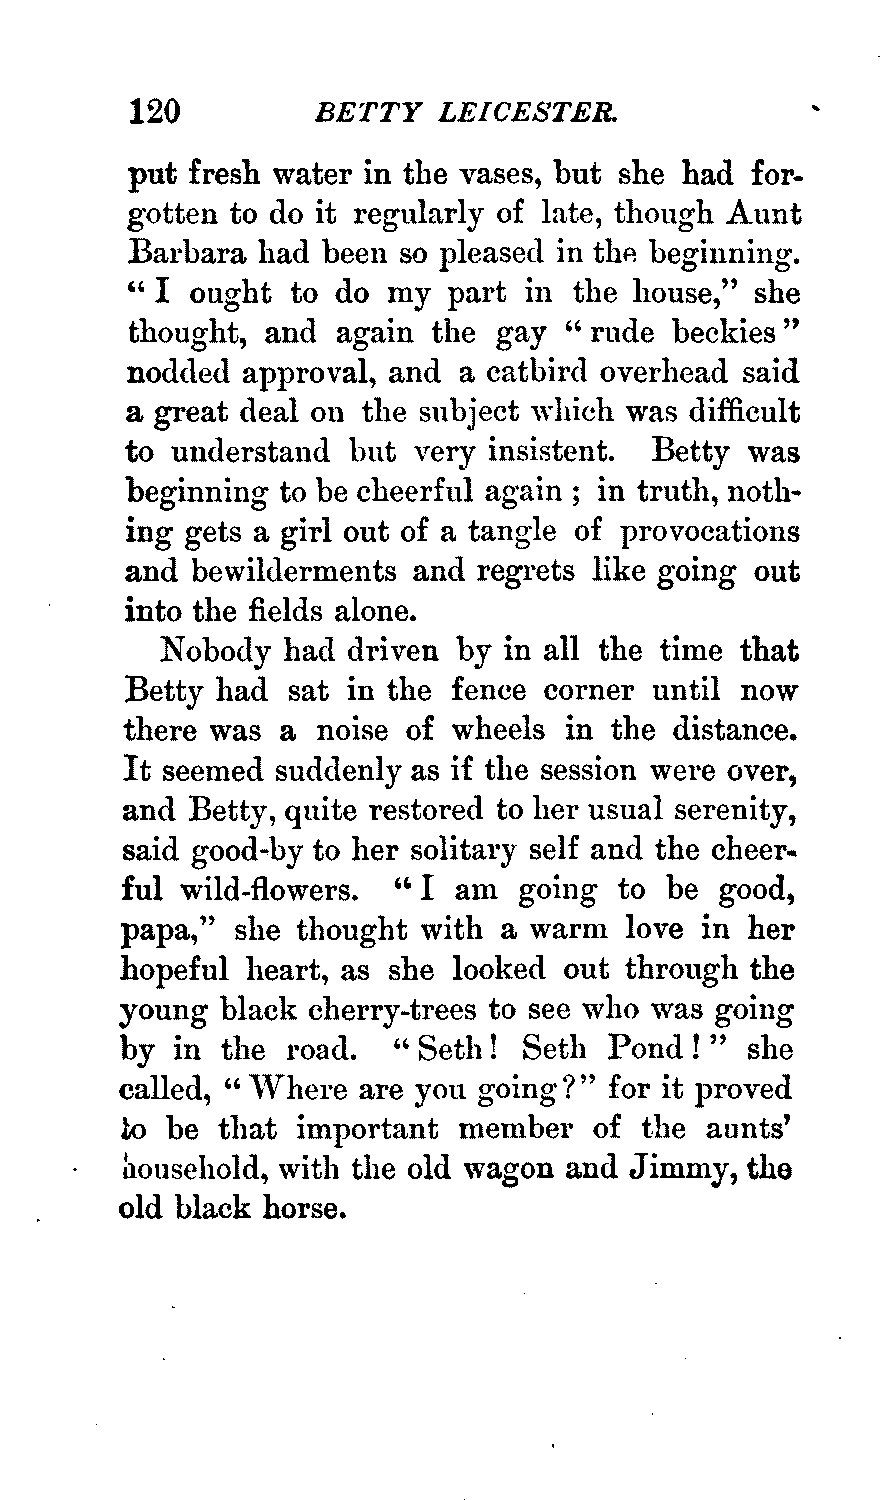 120 BETTY LEICESTER.
put fresh water in the vases, but she had for-
gotten to do it regularly of late, though Aunt
Barbara had been so pleased in the beginning.
“ I ought to do my part in the house,” she
thought, and again the gay “ rude beckies ”
nodded approval, and a catbird overhead said
a great deal on the subject which was difficult
to understand but very insistent. Betty was
beginning to be cheerful again ; in truth, noth-
ing gets a girl out of a tangle of provocations
and bewilderments and regrets like going out
into the fields alone.
Nobody had driven by in all the time that
Betty had sat in the fence corner until now
there was a noise of wheels in the distance.
It seemed suddenly as if the session were over,
and Betty, quite restored to her usual serenity,
said good-by to her solitary self and the cheer-
ful wild-flowers. “ I am going to be good,
papa,” she thought with a warm love in her
hopeful heart, as she looked out through the
young black cherry-trees to see who was going
by in the road. “ Seth! Seth Pond ! ” she
called, “ Where are you going?” for it proved
to be that important member of the aunts’
household, with the old wagon and Jimmy, the
old black horse.